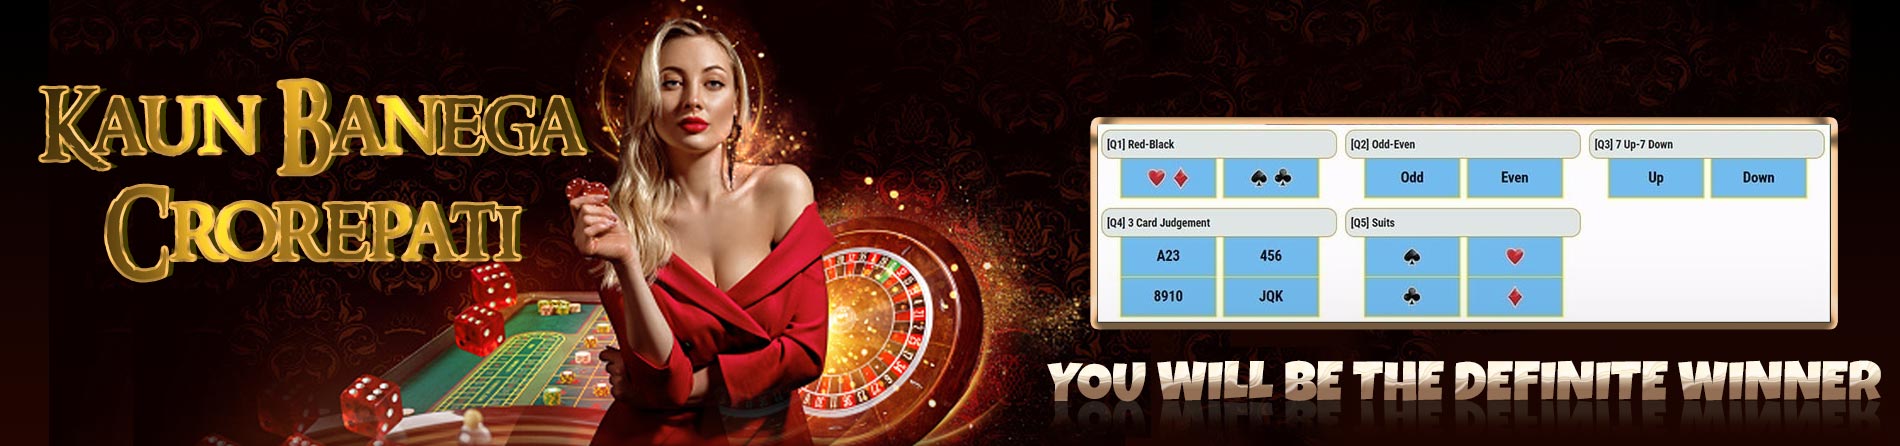 Kaun Banega
Crorepati
[Q1] Red-Black
[Q2] Odd-Even
Odd Even
[Q3] 7 Up-7 Down
Up Down
[Q4] 3 Card Judgement
A23 456
8910 JQK
[Q5] Suits
YOU WILL BE THE DEFINITE WINNER